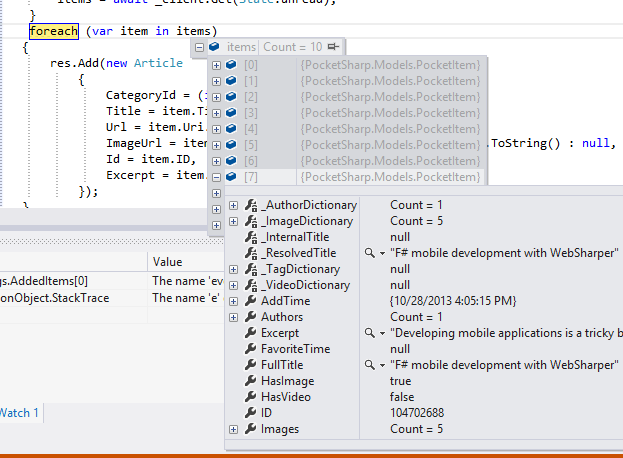 items = await _client.Get(State.unread);
}
foreach (var item in items)
{
items Count = 10
res.Add(new Article
{
CategoryId = (i
Title = item.Ti
Url = item.Uri.
ImageUrl = item .ToString() : null,
Id = item.ID,
Excerpt = item.
});
}
[0] {PocketSharp.Models.PocketItem}
[1] {PocketSharp.Models.PocketItem}
[2] {PocketSharp.Models.PocketItem}
[3] {PocketSharp.Models.PocketItem}
[4] {PocketSharp.Models.PocketItem}
[5] {PocketSharp.Models.PocketItem}
[6] {PocketSharp.Models.PocketItem}
[7] {PocketSharp.Models.PocketItem}
_AuthorDictionary Count = 1
_ImageDictionary Count = 5
_InternalTitle null
_ResolvedTitle "F# mobile development with WebSharper"
_TagDictionary null
_VideoDictionary null
AddTime {10/28/2013 4:05:15 PM}
Authors Count = 1
Excerpt "Developing mobile applications is a tricky b
FavoriteTime null
FullTitle "F# mobile development with WebSharper"
HasImage true
HasVideo false
ID 104702688
Images Count = 5
Value
gs.AddedItems[0] The name 'ev
onObject.StackTrace The name 'e'
Watch 1